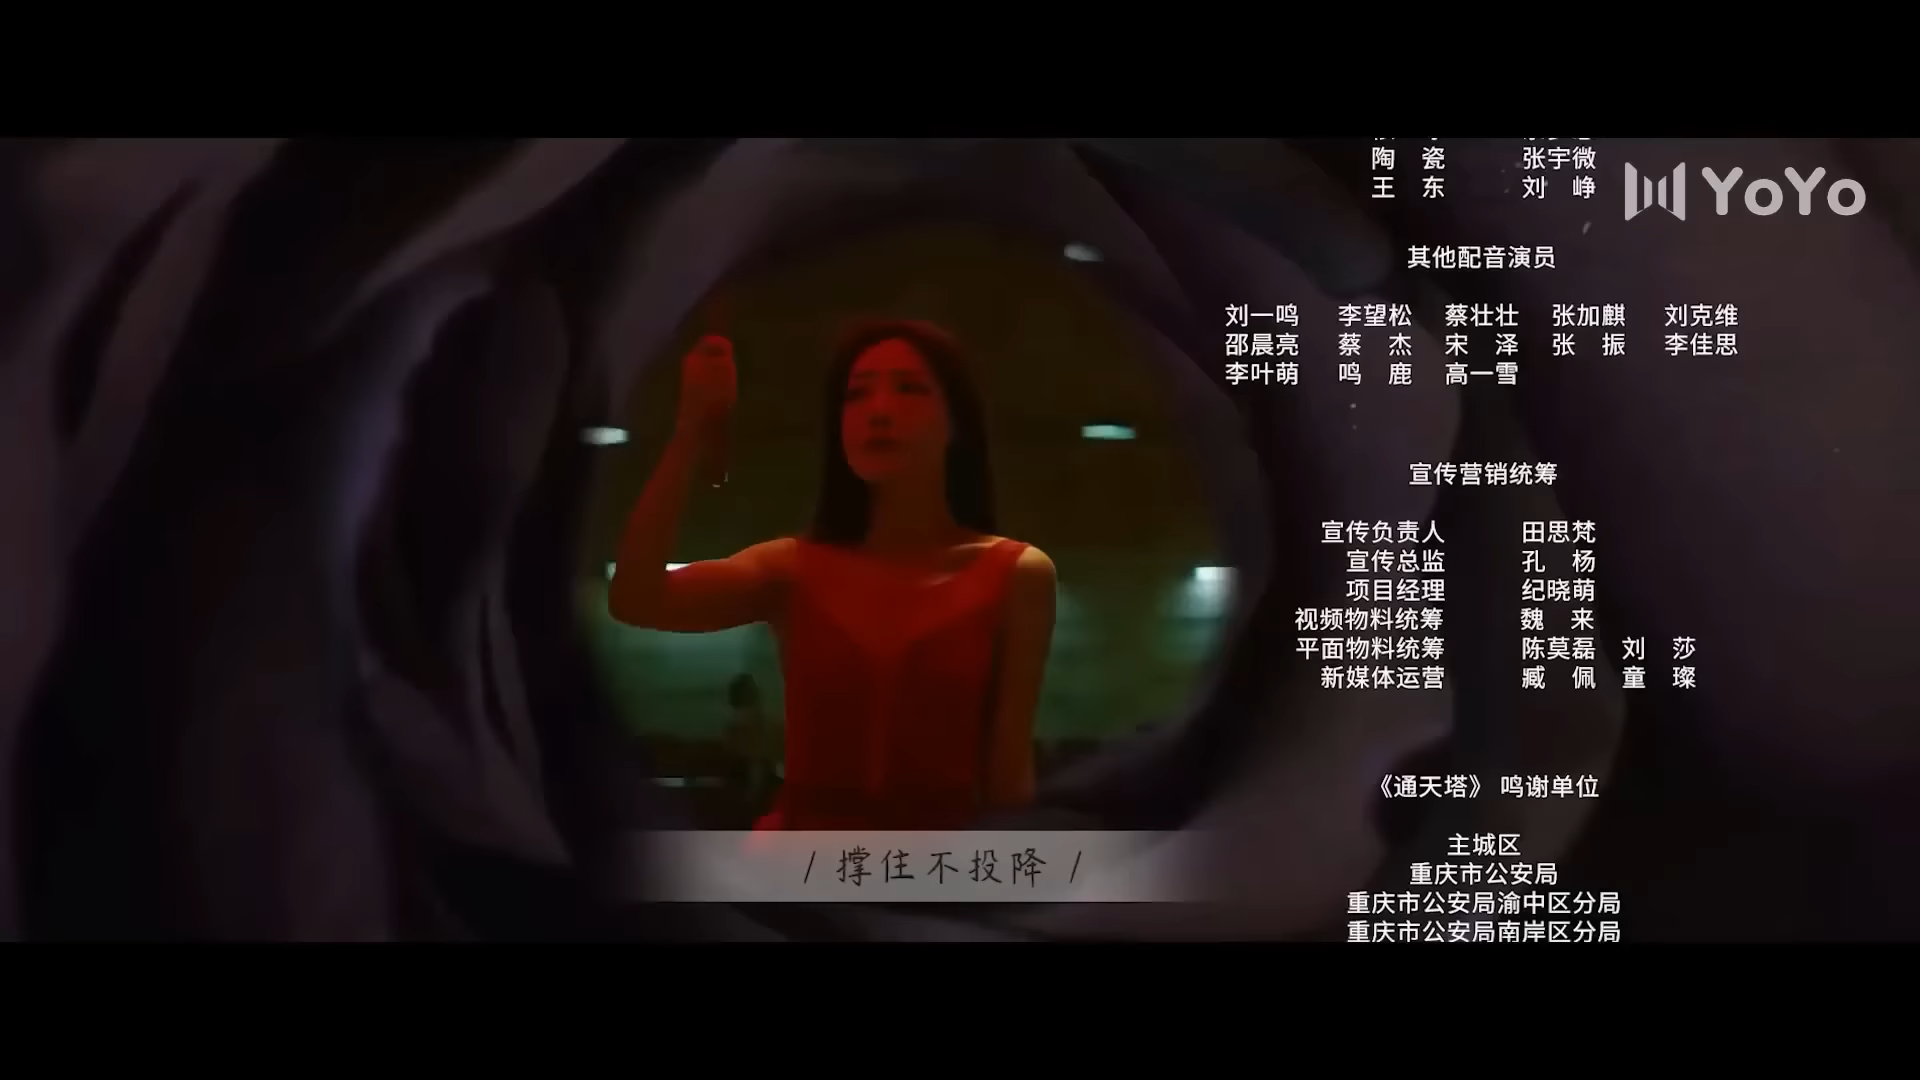 陶 瓷 张宇微
王 东 刘 峥
YoYo
其他配音演员
刘一鸣 李望松 蔡壮壮 张加麒 刘克维
邵晨亮 蔡 杰 宋 泽 张 振 李佳思
李叶萌 鸣 鹿 高一雪
宣传营销统筹
宣传负责人 田思梵
宣传总监 孔 杨
项目经理 纪晓萌
视频物料统筹 魏 来
平面物料统筹 陈莫磊 刘 莎
新媒体运营 臧 佩 童 璨
《通天塔》 鸣谢单位
主城区
重庆市公安局
重庆市公安局渝中区分局
重庆市公安局南岸区分局
/ 撑住不投降 /